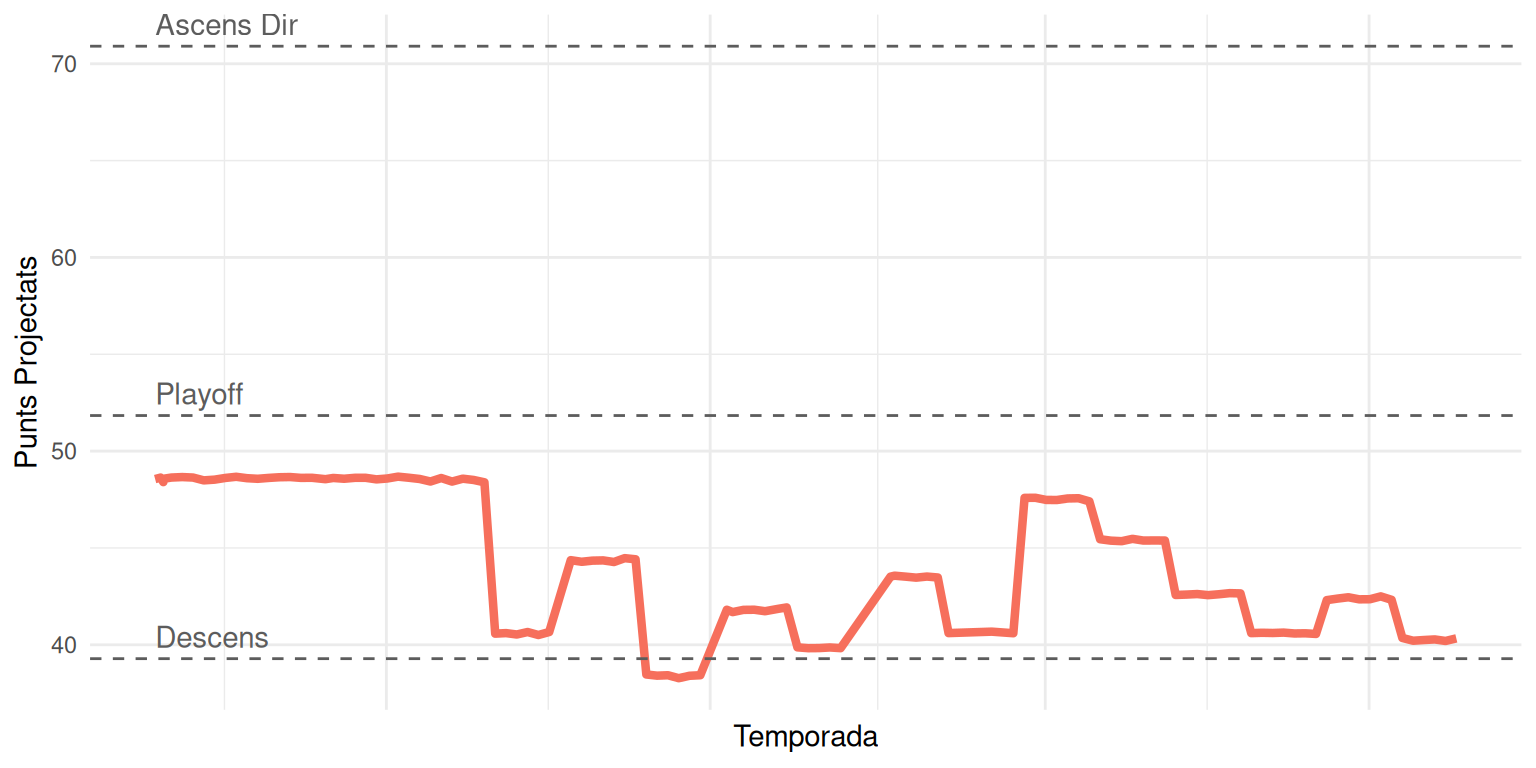 Ascens Dir
70
60
Punts Projectats
Playoff
50
Descens
40
Temporada